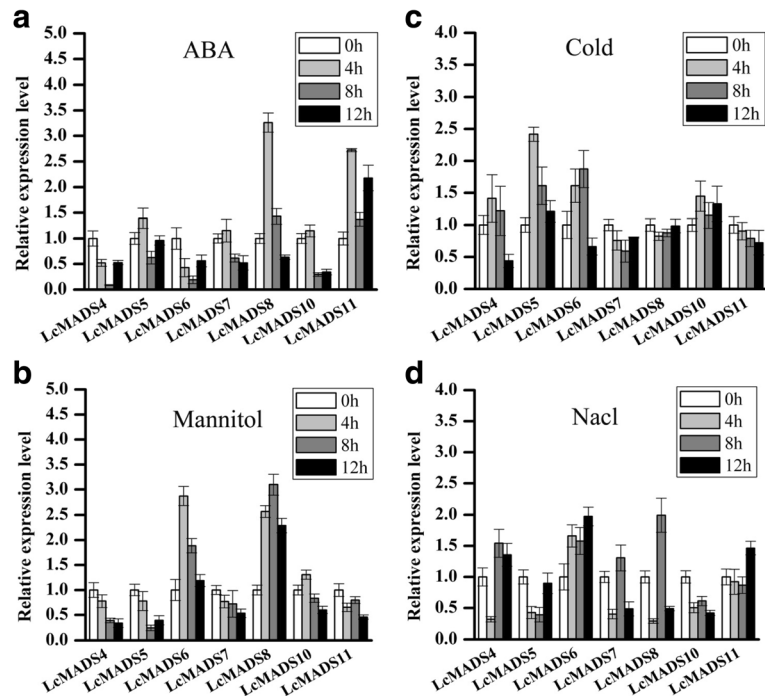 a
ABA
0h
4h
8h
12h
Relative expression level
5.0
4.5
4.0
3.5
3.0
2.5
2.0
1.5
1.0
0.5
0.0
LcMADS4
LcMADS5
LcMADS6
LcMADS7
LcMADS8
LcMADS10
LcMADS11
b
Mannitol
0h
4h
8h
12h
Relative expression level
5.0
4.5
4.0
3.5
3.0
2.5
2.0
1.5
1.0
0.5
0.0
LcMADS4
LcMADS5
LcMADS6
LcMADS7
LcMADS8
LcMADS10
LcMADS11
c
Cold
0h
4h
8h
12h
Relative expression level
4.0
3.5
3.0
2.5
2.0
1.5
1.0
0.5
0.0
LcMADS4
LcMADS5
LcMADS6
LcMADS7
LcMADS8
LcMADS10
LcMADS11
d
Nacl
0h
4h
8h
12h
Relative expression level
4.0
3.5
3.0
2.5
2.0
1.5
1.0
0.5
0.0
LcMADS4
LcMADS5
LcMADS6
LcMADS7
LcMADS8
LcMADS10
LcMADS11